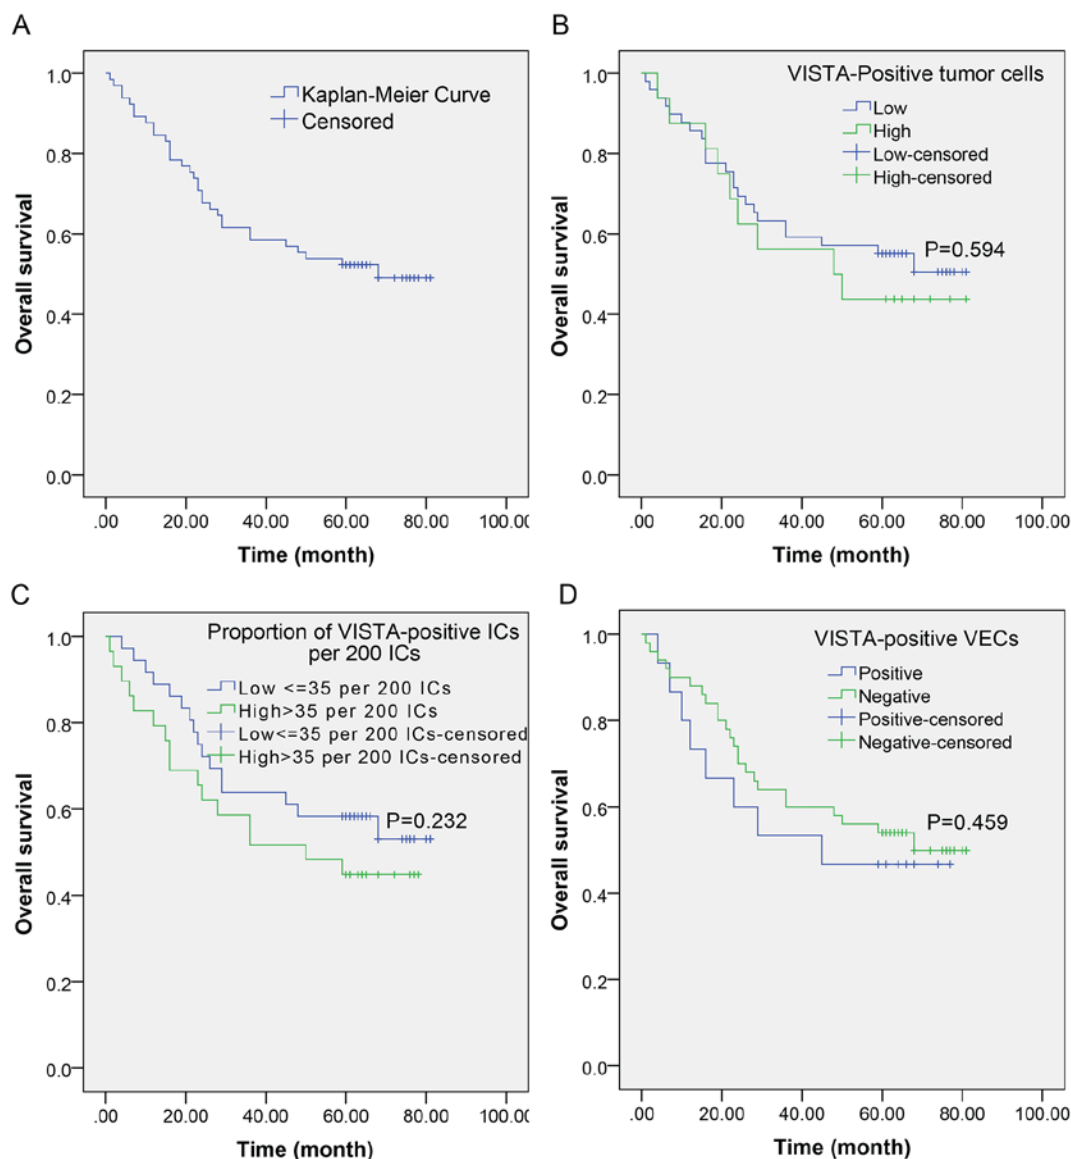 A
Kaplan-Meier Curve
Censored
1.0
0.8
0.6
0.4
0.2
0.0
Overall survival
.00 20.00 40.00 60.00 80.00 100.00
Time (month)
B
VISTA-Positive tumor cells
Low
High
Low-censored
High-censored
P=0.594
1.0
0.8
0.6
0.4
0.2
0.0
Overall survival
.00 20.00 40.00 60.00 80.00 100.00
Time (month)
C
Proportion of VISTA-positive ICs
per 200 ICs
Low <=35 per 200 ICs
High>35 per 200 ICs
Low<=35 per 200 ICs-censored
High>35 per 200 ICs-censored
P=0.232
1.0
0.8
0.6
0.4
0.2
0.0
Overall survival
.00 20.00 40.00 60.00 80.00 100.00
Time (month)
D
VISTA-positive VECs
Positive
Negative
Positive-censored
Negative-censored
P=0.459
1.0
0.8
0.6
0.4
0.2
0.0
Overall survival
.00 20.00 40.00 60.00 80.00 100.00
Time (month)